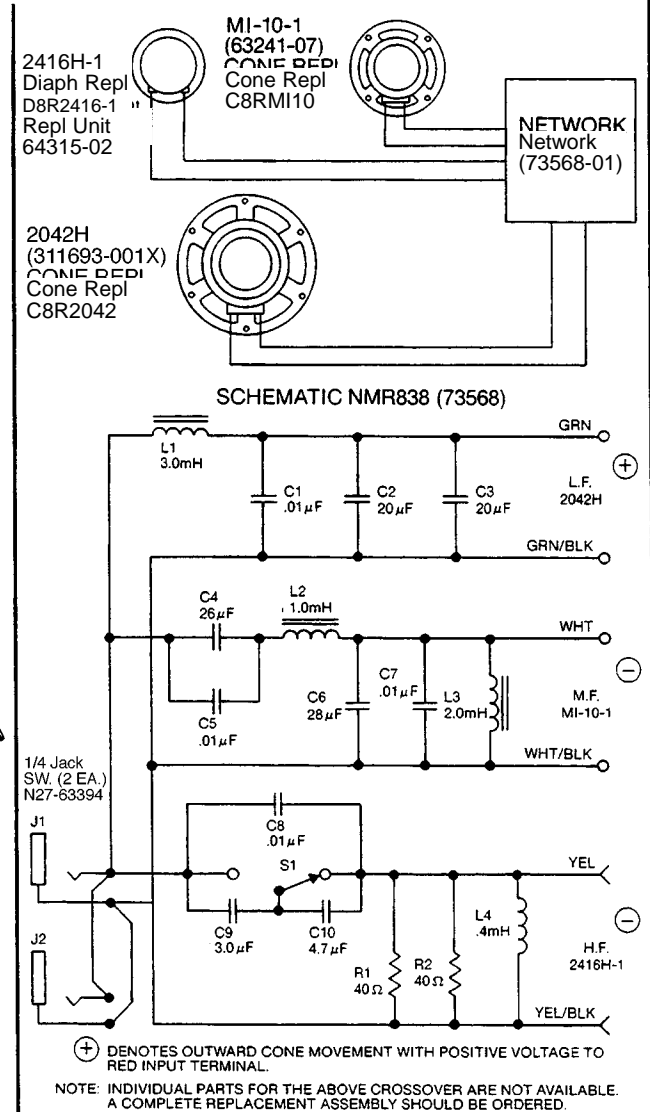 2416H-1
Diaph Repl
D8R2416-1 "
Repl Unit
64315-02
MI-10-1
(63241-07)
CONE REPL
Cone Repl
C8RMI10
NETWORK
Network
(73568-01)
2042H
(311693-001X)
CONE REPL
Cone Repl
C8R2042
SCHEMATIC NMR838 (73568)
L1
3.0mH
GRN
C1
.01µF
C2
20µF
C3
20µF
+
L.F.
2042H
GRN/BLK
C4
26µF
L2
1.0mH
WHT
C5
.01µF
C6
28µF
C7
.01µF
L3
2.0mH
−
M.F.
MI-10-1
WHT/BLK
1/4 Jack
SW. (2 EA.)
N27-63394
J1
J2
C8
.01µF
S1
YEL
C9
3.0µF
C10
4.7µF
R1
40Ω
R2
40Ω
L4
.4mH
−
H.F.
2416H-1
YEL/BLK
+ DENOTES OUTWARD CONE MOVEMENT WITH POSITIVE VOLTAGE TO
RED INPUT TERMINAL.
NOTE: INDIVIDUAL PARTS FOR THE ABOVE CROSSOVER ARE NOT AVAILABLE.
A COMPLETE REPLACEMENT ASSEMBLY SHOULD BE ORDERED.